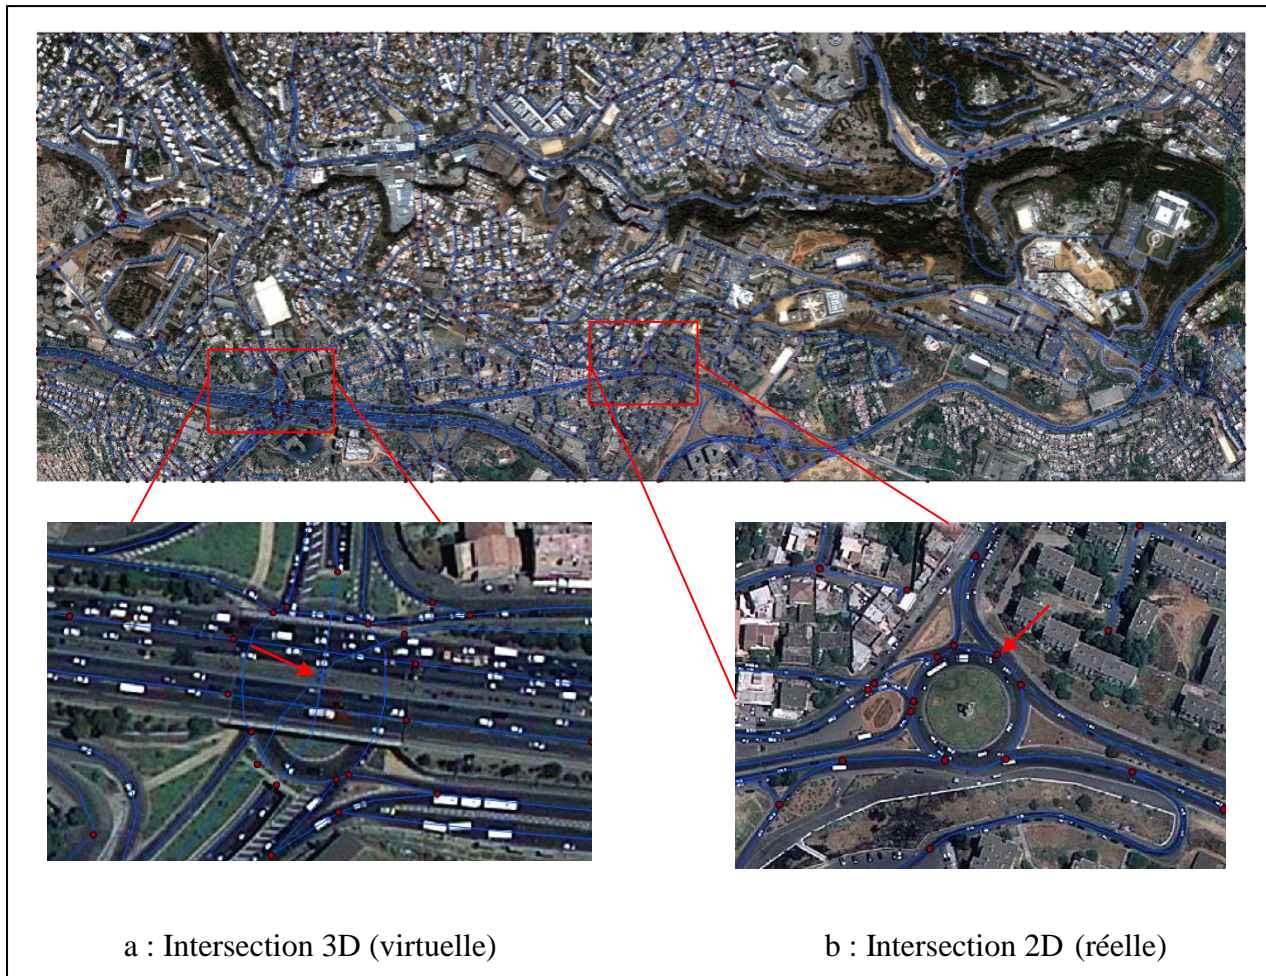 a : Intersection 3D (virtuelle)
b : Intersection 2D (réelle)